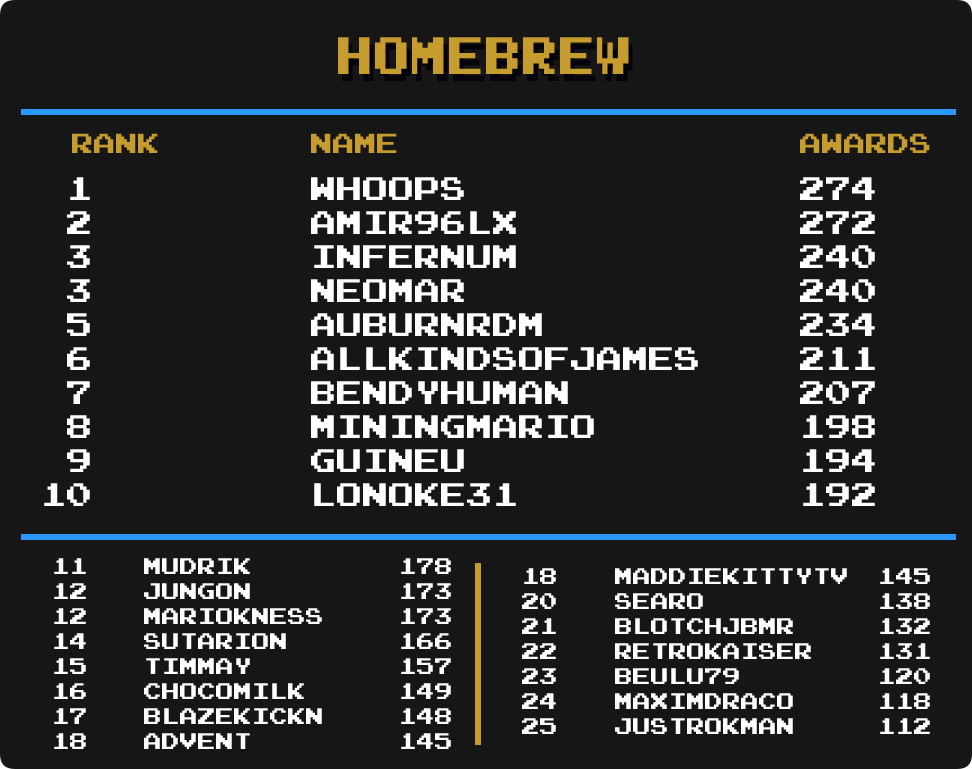 HOMEBREW
RANK NAME AWARDS
1 WHOOPS 274
2 AMIR96LX 272
3 INFERNUM 240
3 NEOMAR 240
5 AUBURNRDM 234
6 ALLKINDSOFJAMES 211
7 BENDYHUMAN 207
8 MININGMARIO 198
9 GUINEU 194
10 LONOKE31 192
11 MUDRIK 178
12 JUNGON 173
12 MARIOKNESS 173
14 SUTARION 166
15 TIMMAY 157
16 CHOCOMILK 149
17 BLAZEKICKN 148
18 ADVENT 145
18 MADDIEKITTYTV 145
20 SEARO 138
21 BLOTCHJBMR 132
22 RETROKAISER 131
23 BEULU79 120
24 MAXIMDRACO 118
25 JUSTROKMAN 112